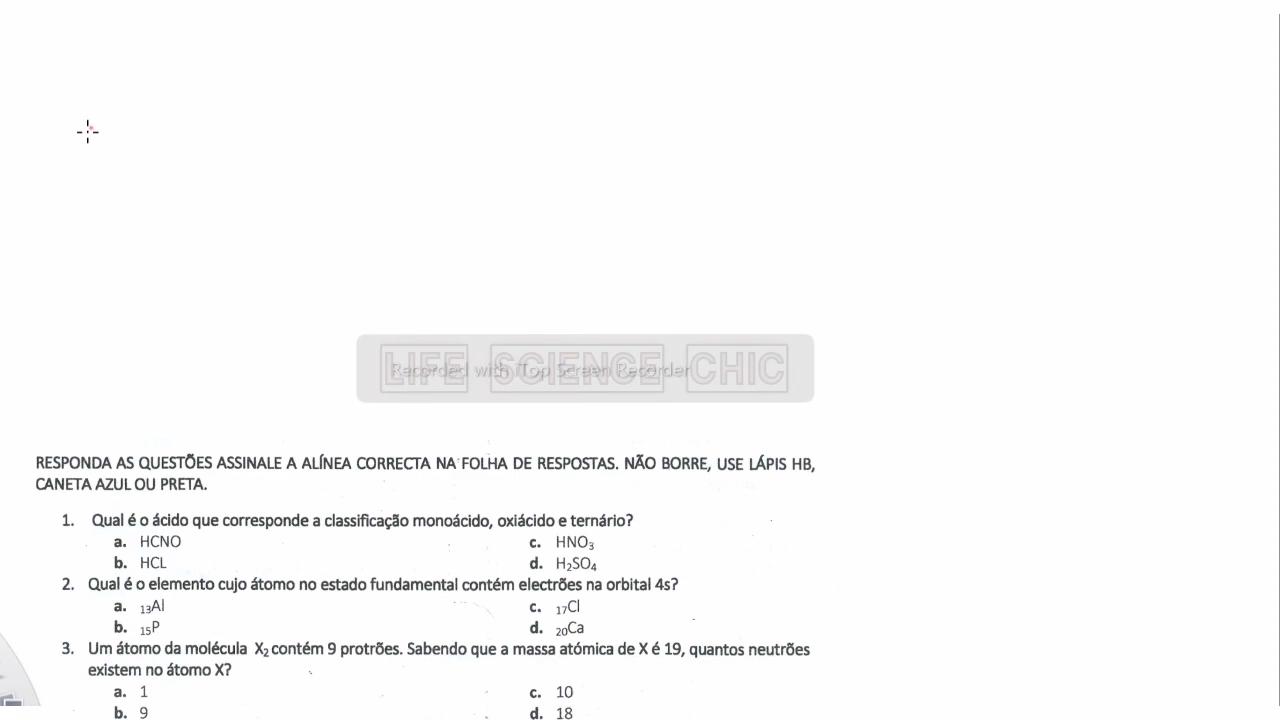 LIFE SCIENCE CHIC
Recorded with iTop Screen Recorder
RESPONDA AS QUESTÕES ASSINALE A ALÍNEA CORRECTA NA FOLHA DE RESPOSTAS. NÃO BORRE, USE LÁPIS HB,
CANETA AZUL OU PRETA.
1. Qual é o ácido que corresponde a classificação monoácido, oxiácido e ternário?
a. HCNO c. HNO₃
b. HCL d. H₂SO₄
2. Qual é o elemento cujo átomo no estado fundamental contém electrões na orbital 4s?
a. ₁₃Al c. ₁₇Cl
b. ₁₅P d. ₂₀Ca
3. Um átomo da molécula X₂ contém 9 protrões. Sabendo que a massa atómica de X é 19, quantos neutrões
existem no átomo X?
a. 1 c. 10
b. 9 d. 18